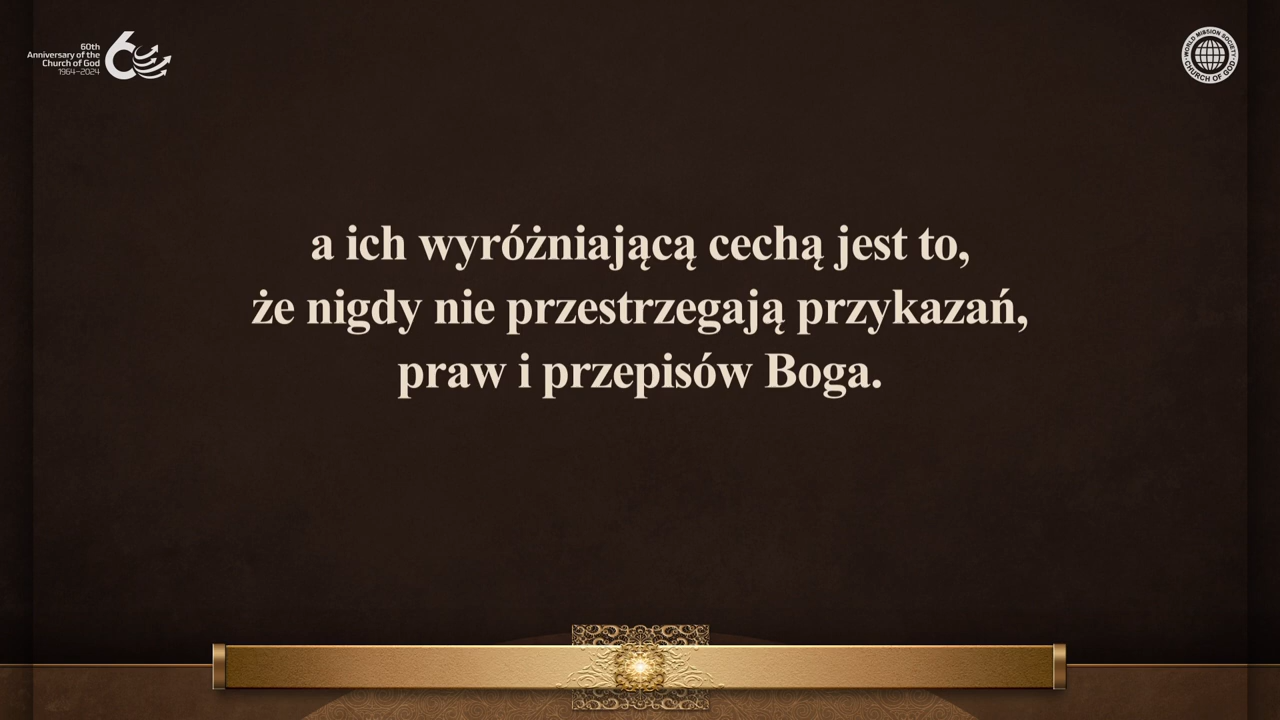 60th
Anniversary of the
Church of God
1964–2024
60
WORLD MISSION SOCIETY
CHURCH OF GOD
a ich wyróżniającą cechą jest to,
że nigdy nie przestrzegają przykazań,
praw i przepisów Boga.